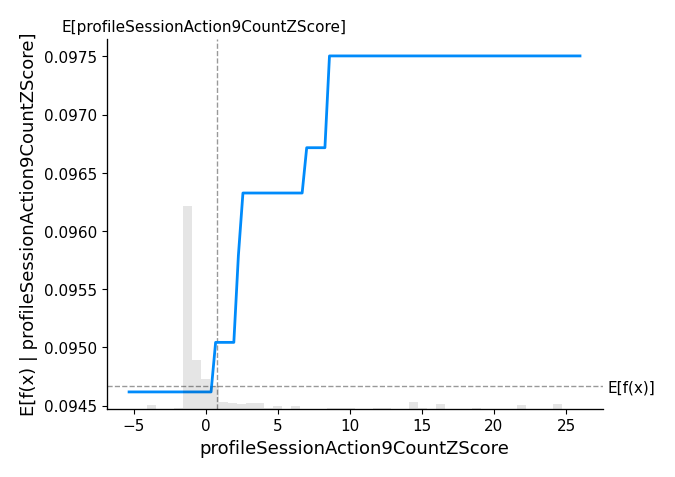 E[profileSessionAction9CountZScore]
E[f(x) | profileSessionAction9CountZScore]
0.0975
0.0970
0.0965
0.0960
0.0955
0.0950
0.0945
E[f(x)]
−5 0 5 10 15 20 25
profileSessionAction9CountZScore